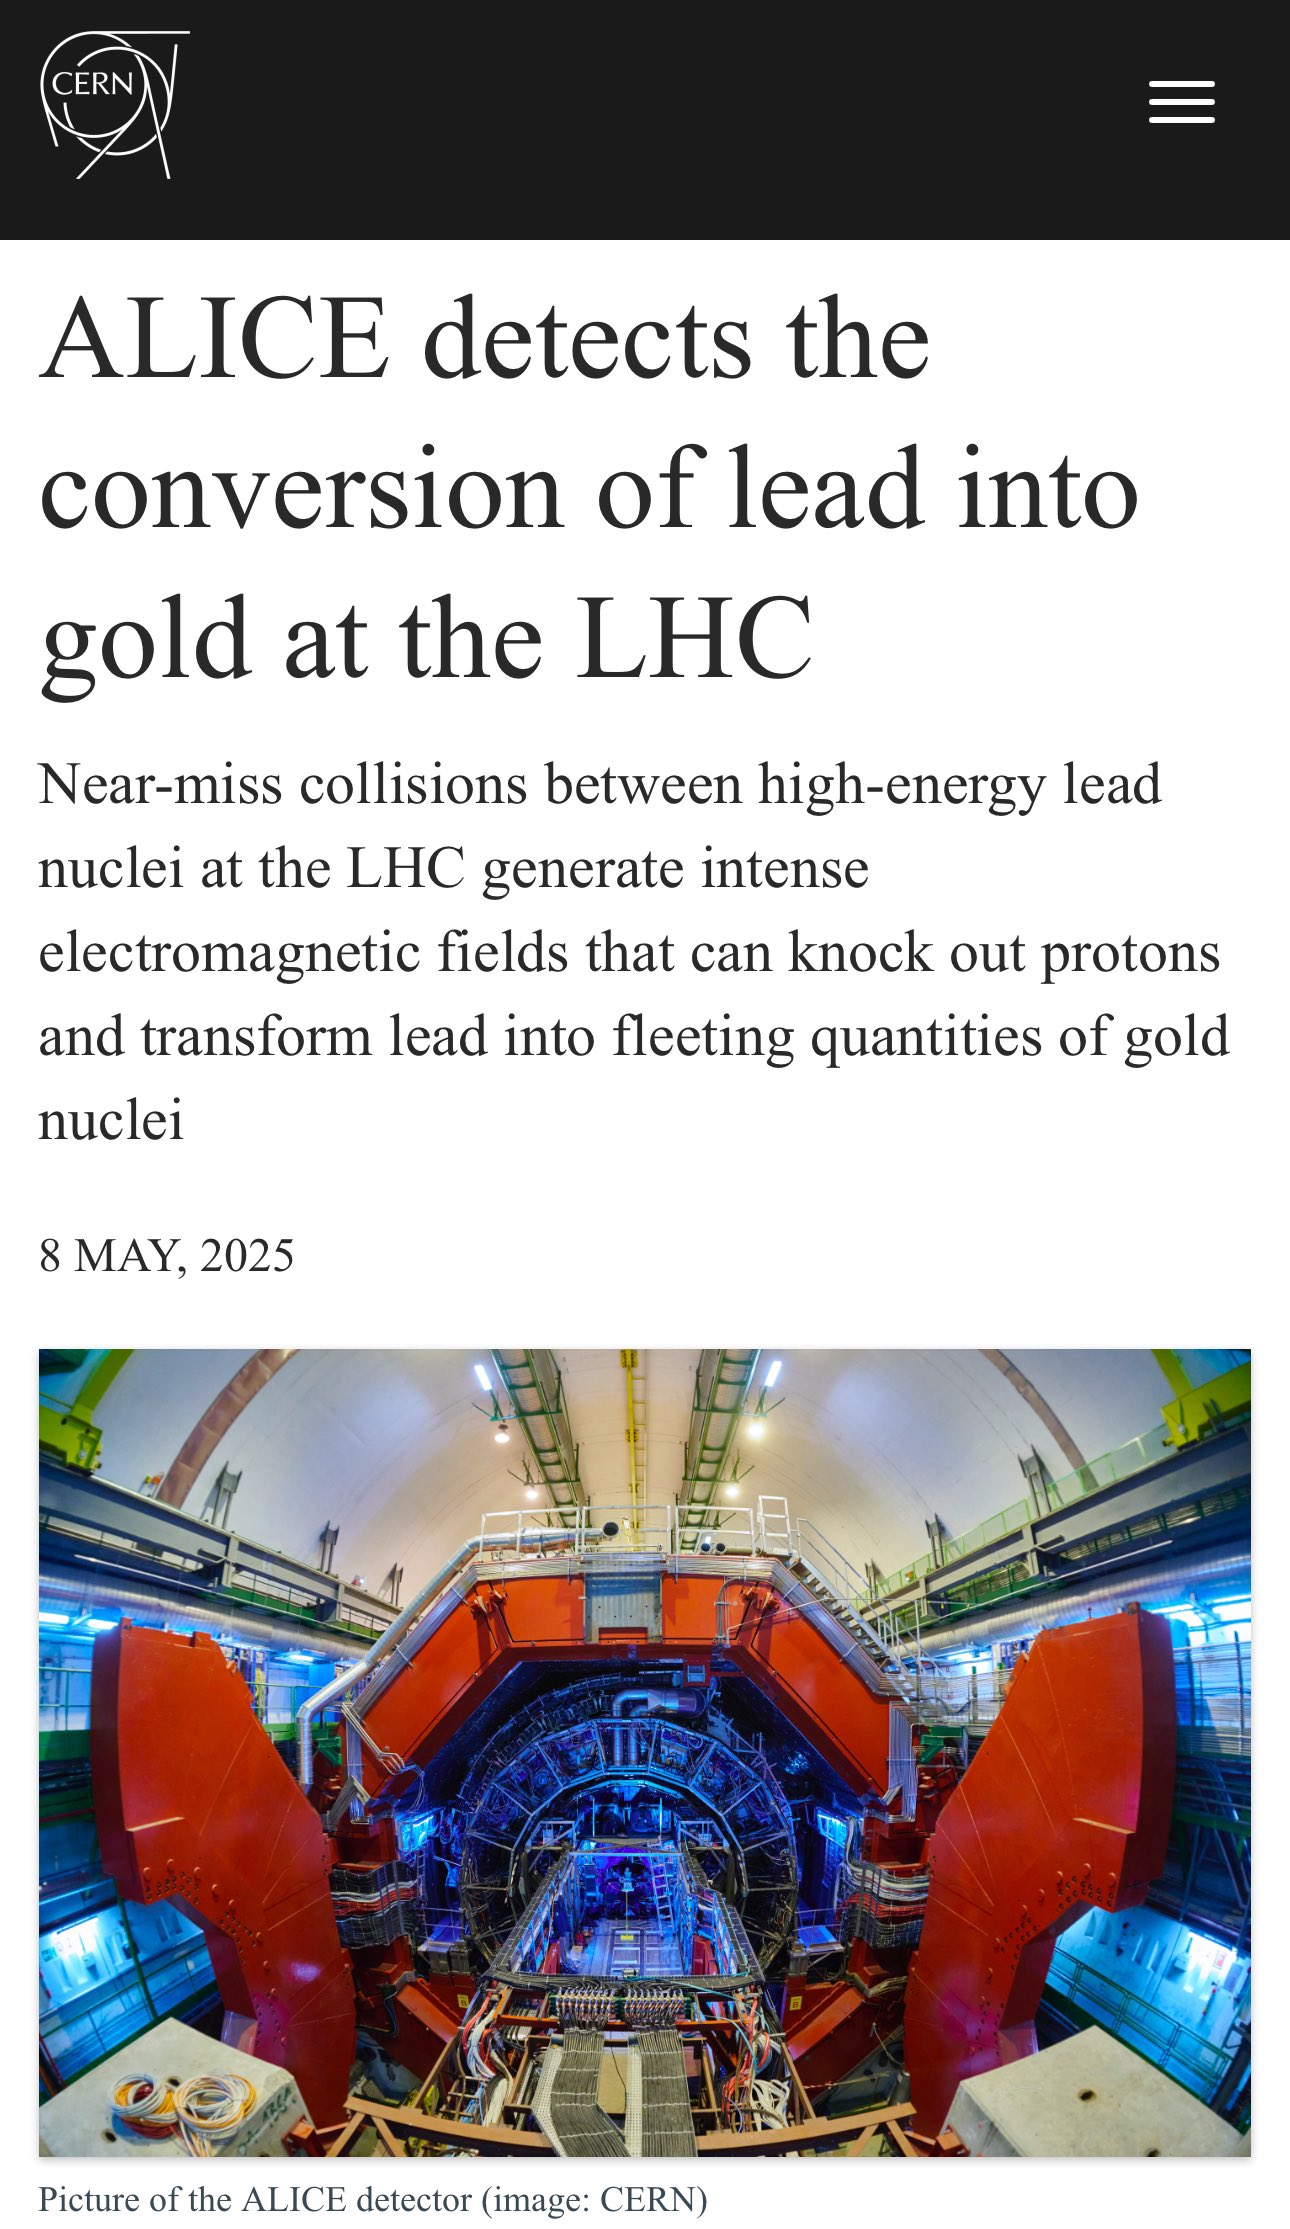 CERN
ALICE detects the
conversion of lead into
gold at the LHC
Near-miss collisions between high-energy lead
nuclei at the LHC generate intense
electromagnetic fields that can knock out protons
and transform lead into fleeting quantities of gold
nuclei
8 MAY, 2025
Picture of the ALICE detector (image: CERN)